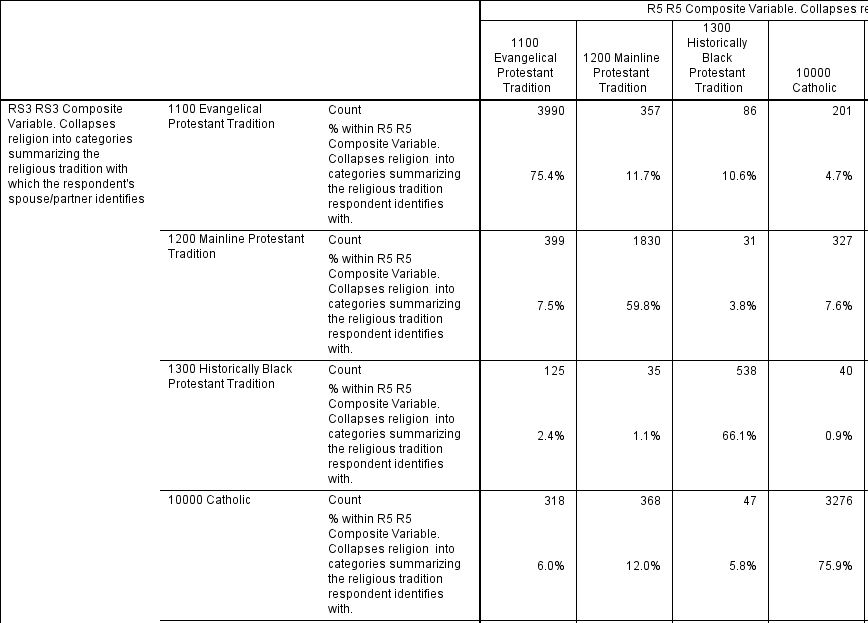 R5 R5 Composite Variable. Collapses re
1100
Evangelical
Protestant
Tradition
1200 Mainline
Protestant
Tradition
1300
Historically
Black
Protestant
Tradition
10000
Catholic
RS3 RS3 Composite
Variable. Collapses
religion into categories
summarizing the
religious tradition with
which the respondent's
spouse/partner identifies
1100 Evangelical
Protestant Tradition
Count 3990 357 86 201
% within R5 R5
Composite Variable.
Collapses religion into
categories summarizing
the religious tradition
respondent identifies
with.
75.4% 11.7% 10.6% 4.7%
1200 Mainline Protestant
Tradition
Count 399 1830 31 327
% within R5 R5
Composite Variable.
Collapses religion into
categories summarizing
the religious tradition
respondent identifies
with.
7.5% 59.8% 3.8% 7.6%
1300 Historically Black
Protestant Tradition
Count 125 35 538 40
% within R5 R5
Composite Variable.
Collapses religion into
categories summarizing
the religious tradition
respondent identifies
with.
2.4% 1.1% 66.1% 0.9%
10000 Catholic
Count 318 368 47 3276
% within R5 R5
Composite Variable.
Collapses religion into
categories summarizing
the religious tradition
respondent identifies
with.
6.0% 12.0% 5.8% 75.9%